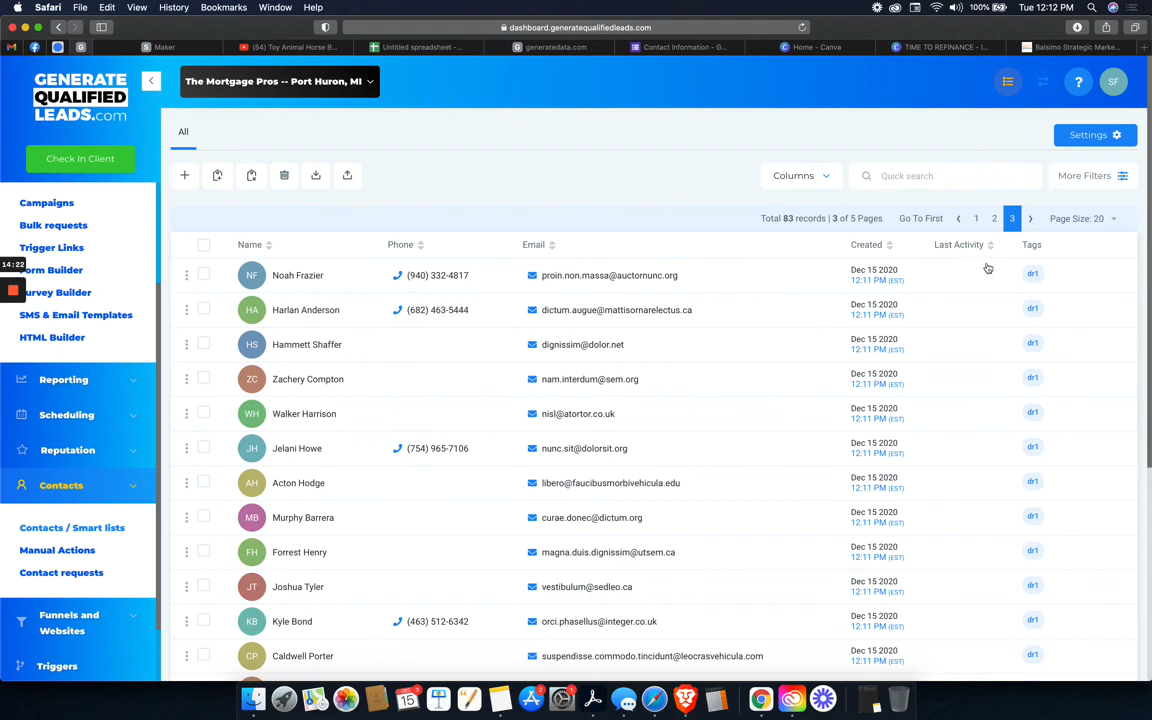 Safari File Edit View History Bookmarks Window Help 100% Tue 12:12 PM
dashboard.generatequalifiedleads.com
Maker (54) Toy Animal Horse B... Untitled spreadsheet -... generatedata.com Contact Information - G... Home - Canva TIME TO REFINANCE - I... Balsimo Strategic Marke...
GENERATE
QUALIFIED
LEADS.com
The Mortgage Pros -- Port Huron, MI
? SF
Check In Client
Campaigns
Bulk requests
Trigger Links
14:22
orm Builder
urvey Builder
SMS & Email Templates
HTML Builder
Reporting
Scheduling
Reputation
Contacts
Contacts / Smart lists
Manual Actions
Contact requests
Funnels and
Websites
Triggers
All
Settings
Columns Quick search More Filters
Total 83 records | 3 of 5 Pages Go To First 1 2 3 Page Size: 20
Name Phone Email Created Last Activity Tags
NF Noah Frazier (940) 332-4817 proin.non.massa@auctornunc.org Dec 15 2020 dr1
12:11 PM (EST)
HA Harlan Anderson (682) 463-5444 dictum.augue@mattisornarelectus.ca Dec 15 2020 dr1
12:11 PM (EST)
HS Hammett Shaffer dignissim@dolor.net Dec 15 2020 dr1
12:11 PM (EST)
ZC Zachery Compton nam.interdum@sem.org Dec 15 2020 dr1
12:11 PM (EST)
WH Walker Harrison nisl@atortor.co.uk Dec 15 2020 dr1
12:11 PM (EST)
JH Jelani Howe (754) 965-7106 nunc.sit@dolorsit.org Dec 15 2020 dr1
12:11 PM (EST)
AH Acton Hodge libero@faucibusmorbivehicula.edu Dec 15 2020 dr1
12:11 PM (EST)
MB Murphy Barrera curae.donec@dictum.org Dec 15 2020 dr1
12:11 PM (EST)
FH Forrest Henry magna.duis.dignissim@utsem.ca Dec 15 2020 dr1
12:11 PM (EST)
JT Joshua Tyler vestibulum@sedleo.ca Dec 15 2020 dr1
12:11 PM (EST)
KB Kyle Bond (463) 512-6342 orci.phasellus@integer.co.uk Dec 15 2020 dr1
12:11 PM (EST)
CP Caldwell Porter suspendisse.commodo.tincidunt@leocrasvehicula.com Dec 15 2020 dr1
12:11 PM (EST)
DEC 15 2 1